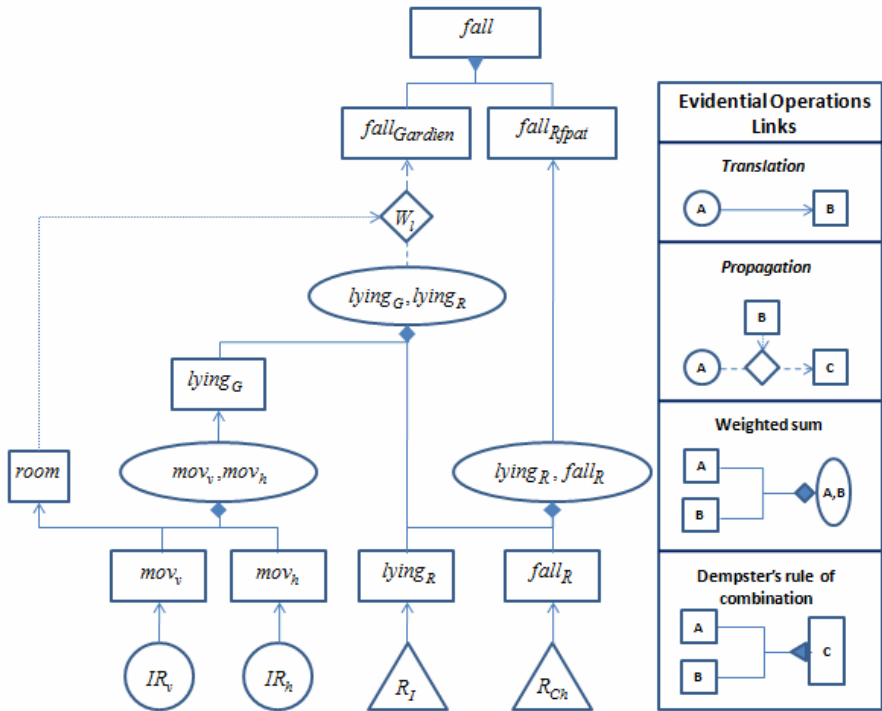 fall
fall_Gardien
fall_Rfpat
W_l
lying_G, lying_R
lying_G
room
mov_v, mov_h
lying_R, fall_R
mov_v
mov_h
lying_R
fall_R
IR_v
IR_h
R_I
R_Ch
Evidential Operations
Links
Translation
A
B
Propagation
B
A
C
Weighted sum
A
B
A,B
Dempster's rule of
combination
A
B
C